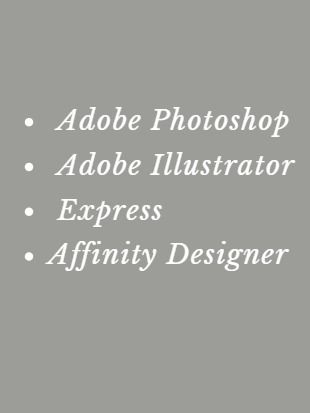 • Adobe Photoshop
• Adobe Illustrator
• Express
• Affinity Designer